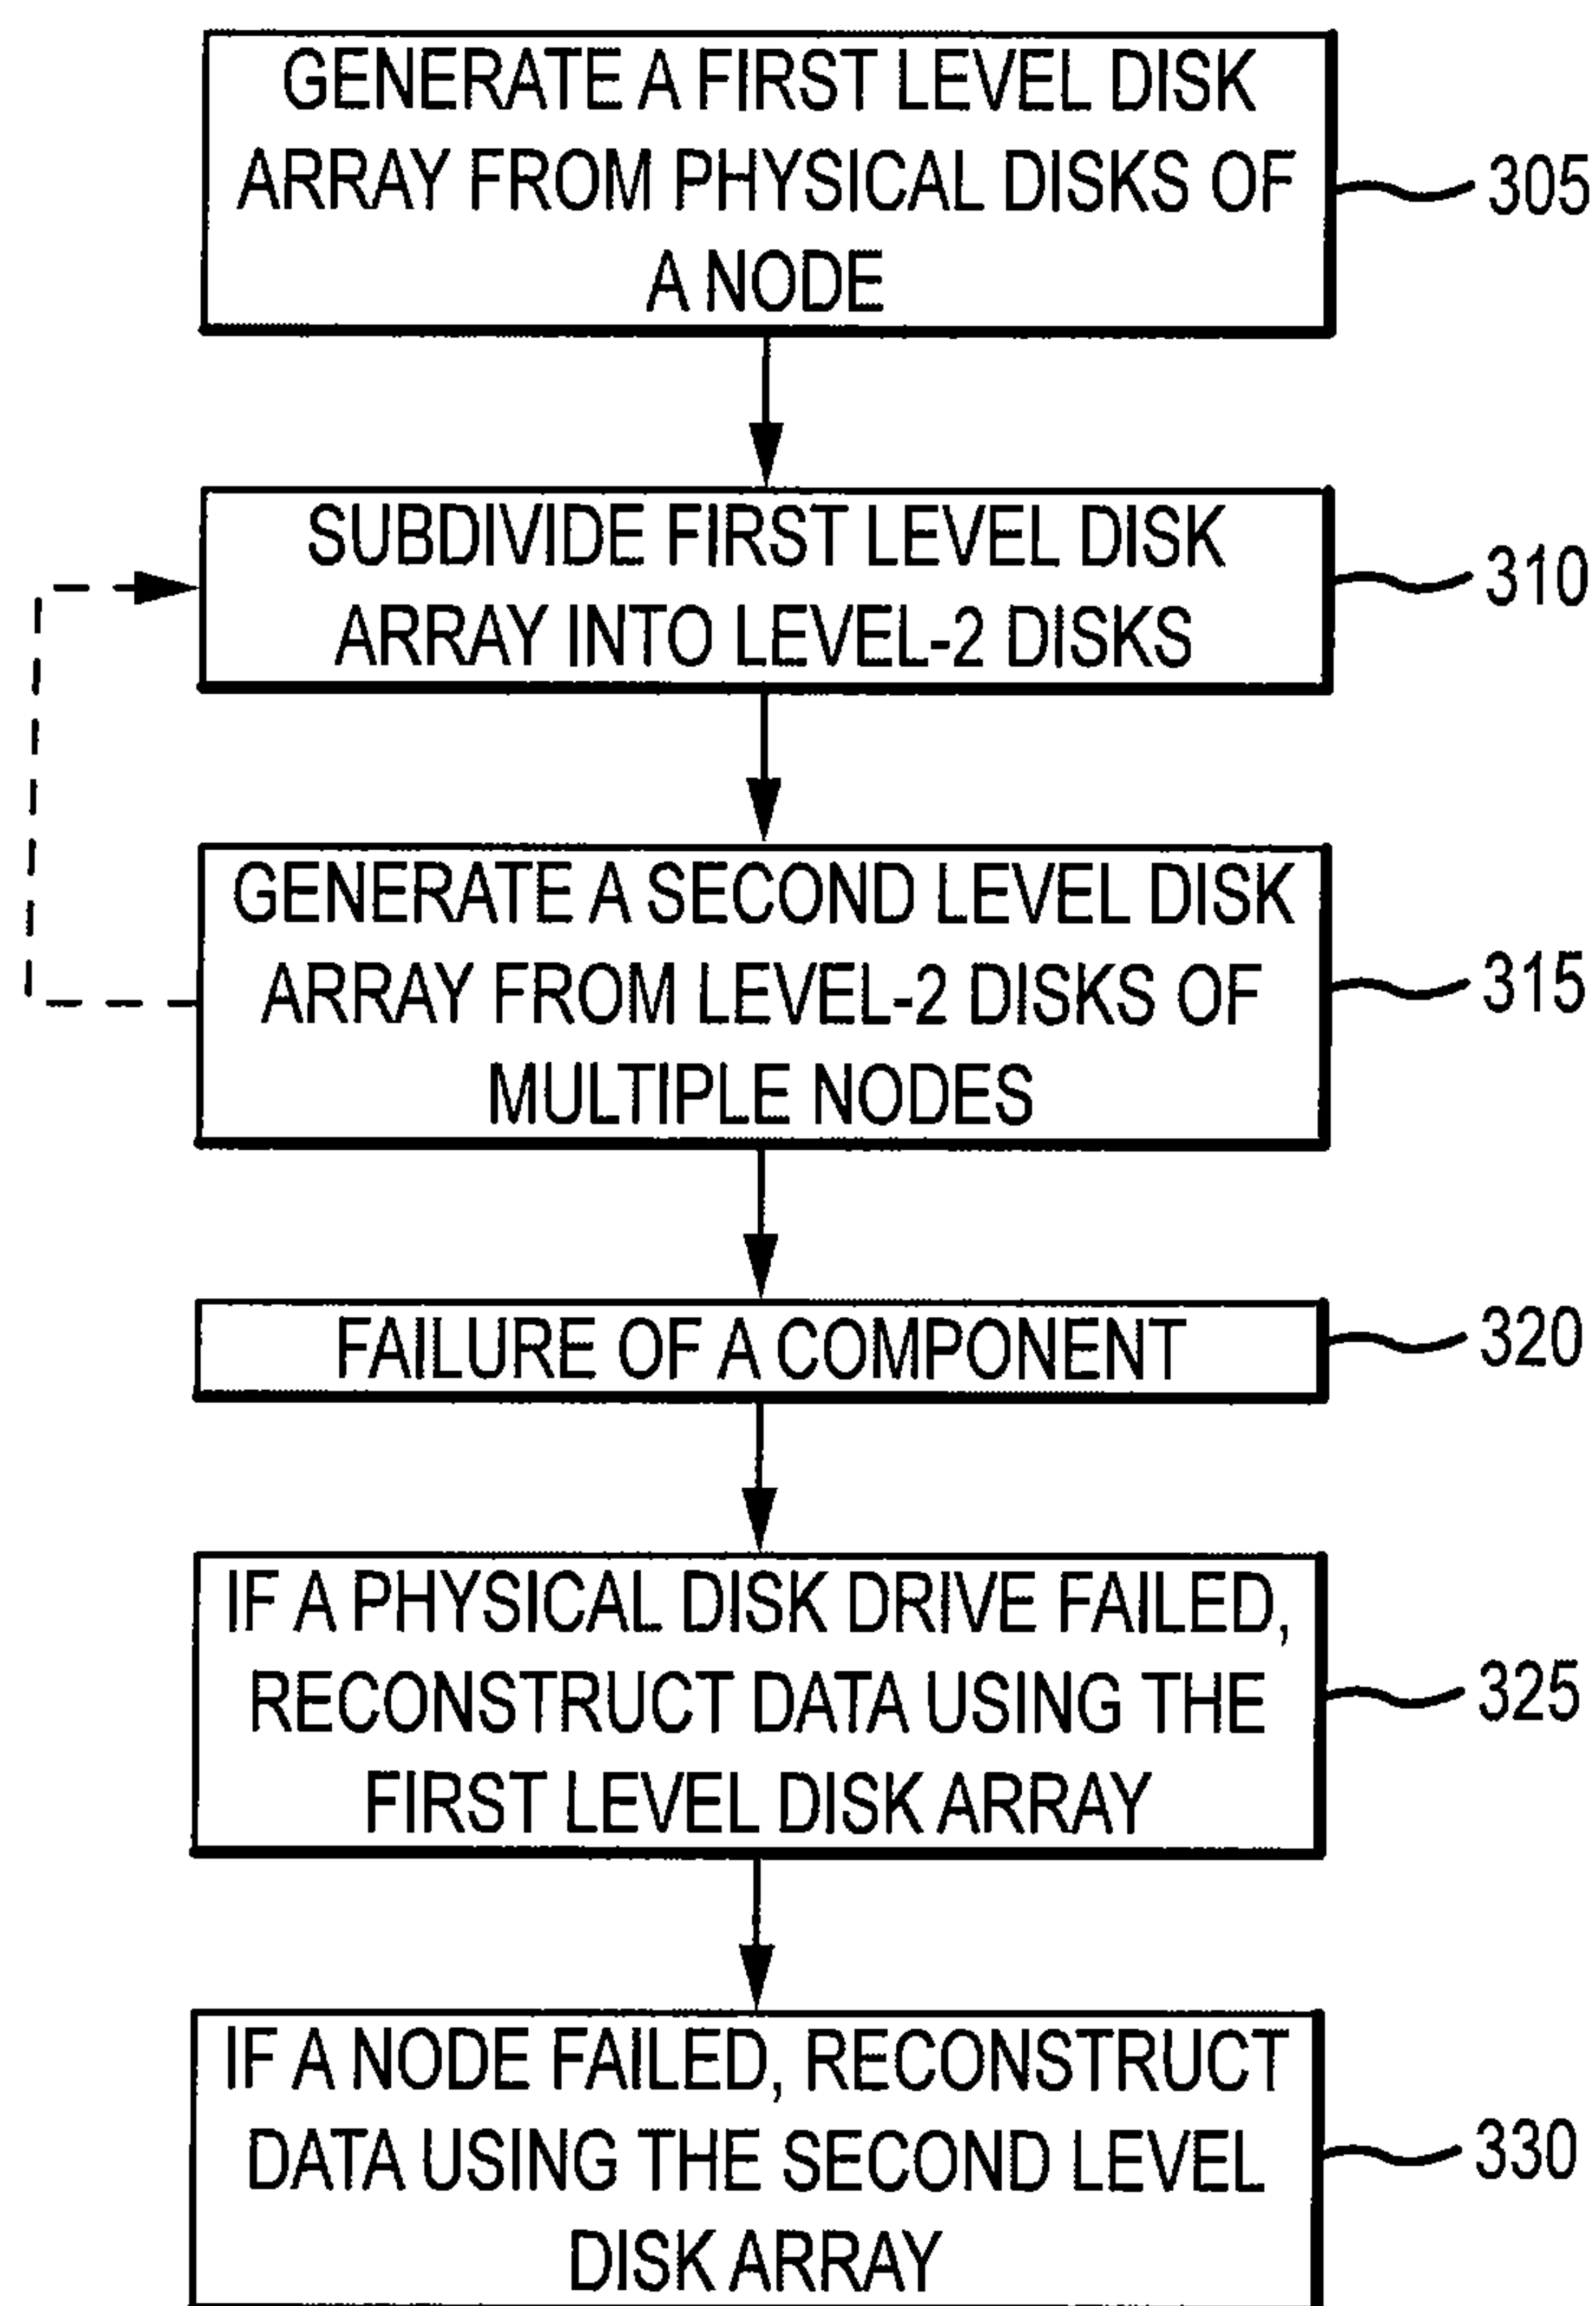 GENERATE A FIRST LEVEL DISK
ARRAY FROM PHYSICAL DISKS OF
A NODE
305
SUBDIVIDE FIRST LEVEL DISK
ARRAY INTO LEVEL-2 DISKS
310
GENERATE A SECOND LEVEL DISK
ARRAY FROM LEVEL-2 DISKS OF
MULTIPLE NODES
315
FAILURE OF A COMPONENT
320
IF A PHYSICAL DISK DRIVE FAILED,
RECONSTRUCT DATA USING THE
FIRST LEVEL DISK ARRAY
325
IF A NODE FAILED, RECONSTRUCT
DATA USING THE SECOND LEVEL
DISK ARRAY
330